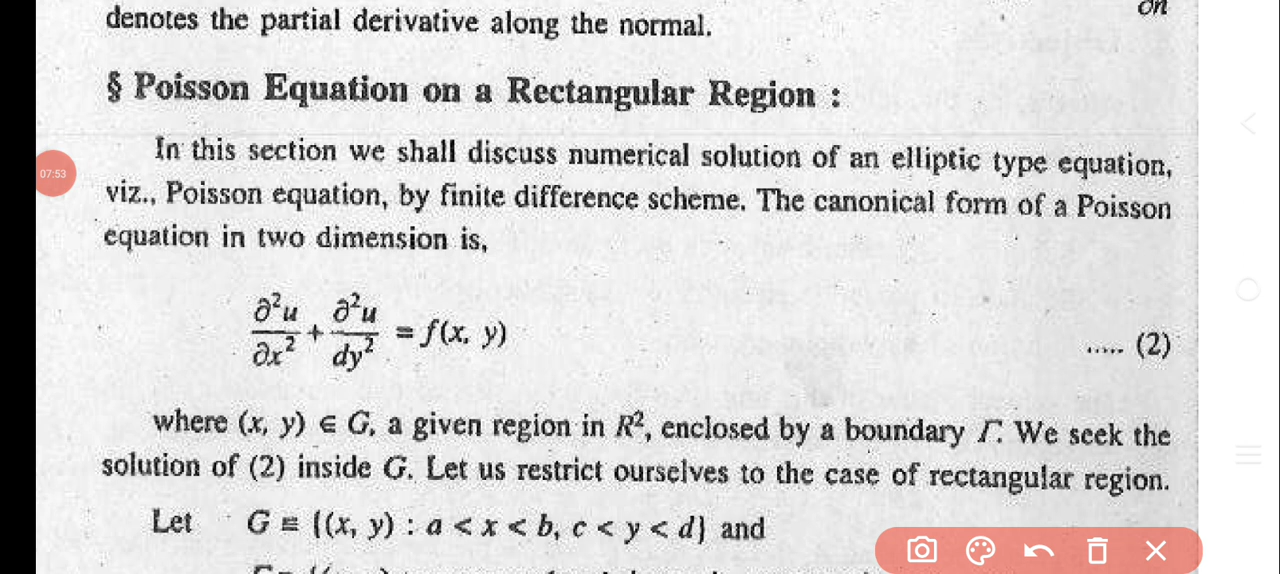 on
denotes the partial derivative along the normal.
§ Poisson Equation on a Rectangular Region :
In this section we shall discuss numerical solution of an elliptic type equation,
viz., Poisson equation, by finite difference scheme. The canonical form of a Poisson
equation in two dimension is,
∂²u/∂x² + ∂²u/dy² = f(x, y) ..... (2)
where (x, y) ∈ G, a given region in R², enclosed by a boundary Γ. We seek the
solution of (2) inside G. Let us restrict ourselves to the case of rectangular region.
Let G ≡ {(x, y) : a < x < b, c < y < d} and
07:53